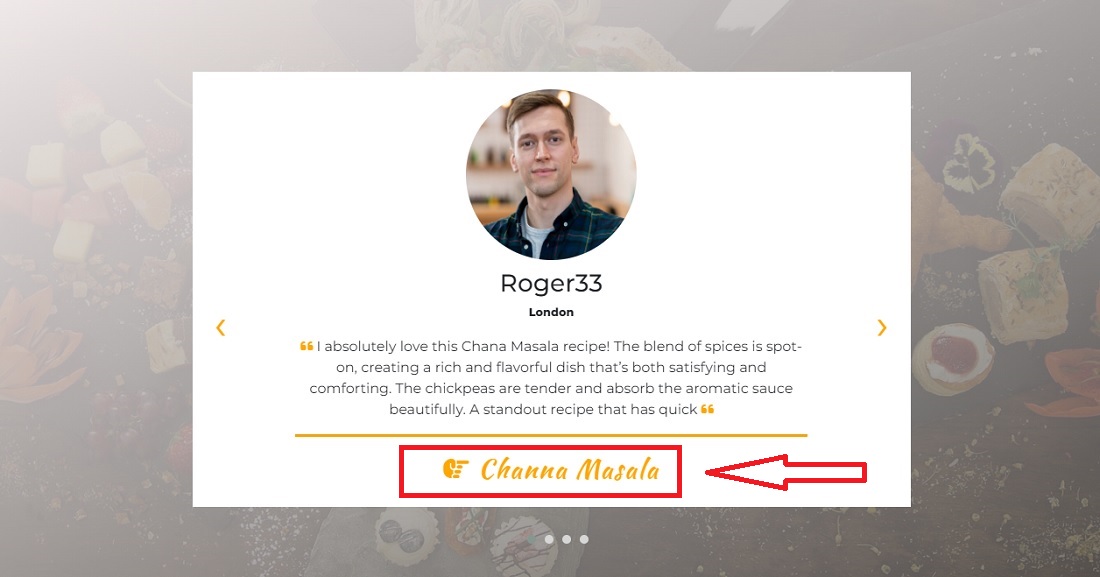 Roger33
London
❝ I absolutely love this Chana Masala recipe! The blend of spices is spot-
on, creating a rich and flavorful dish that’s both satisfying and
comforting. The chickpeas are tender and absorb the aromatic sauce
beautifully. A standout recipe that has quick ❝
Channa Masala